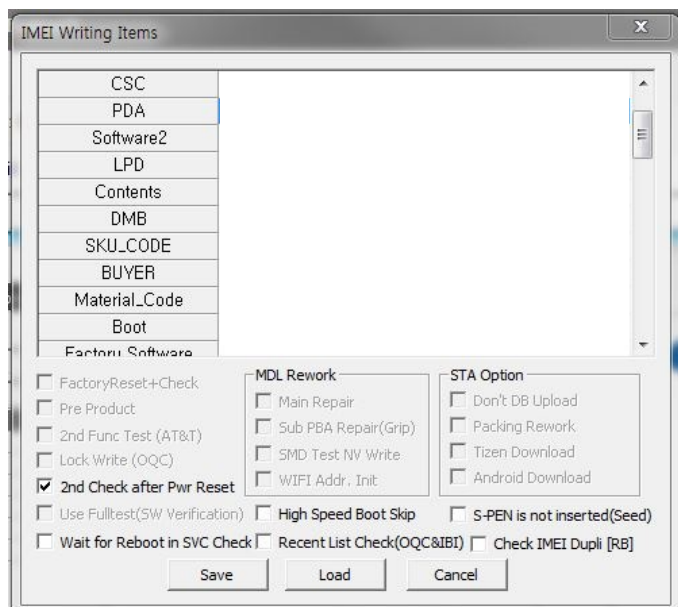 IMEI Writing Items
CSC
PDA
Software2
LPD
Contents
DMB
SKU_CODE
BUYER
Material_Code
Boot
Factory Software
FactoryReset+Check
Pre Product
2nd Func Test (AT&T)
Lock Write (OQC)
2nd Check after Pwr Reset
MDL Rework
Main Repair
Sub PBA Repair(Grip)
SMD Test NV Write
WIFI Addr. Init
STA Option
Don't DB Upload
Packing Rework
Tizen Download
Android Download
Use Fulltest(SW Verification)
High Speed Boot Skip
S-PEN is not inserted(Seed)
Wait for Reboot in SVC Check
Recent List Check(OQC&IBI)
Check IMEI Dupli [RB]
Save
Load
Cancel